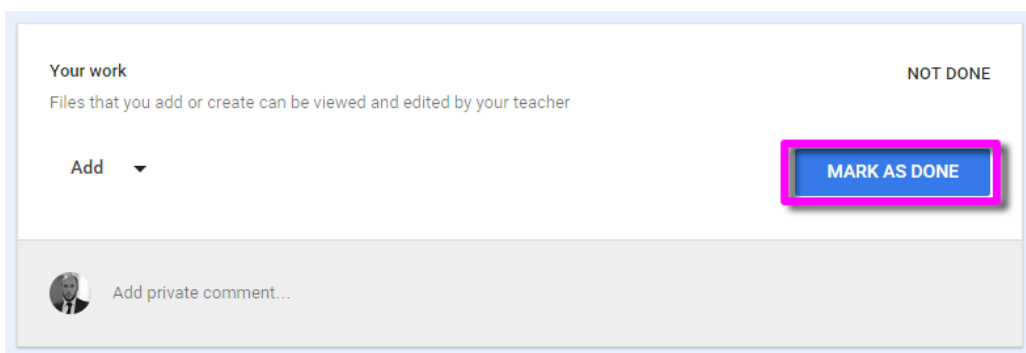 Your work
NOT DONE
Files that you add or create can be viewed and edited by your teacher
Add
MARK AS DONE
Add private comment...